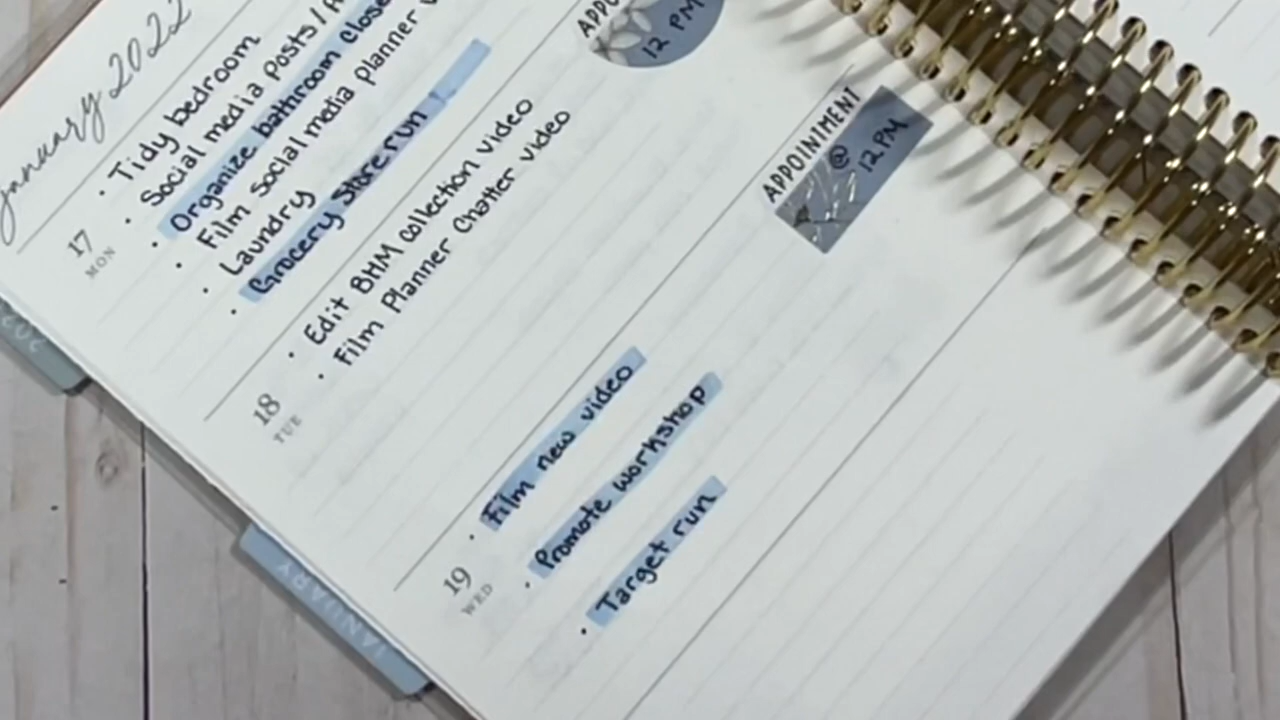 january 2022
17
MON
• Tidy bedroom
• Social media Posts /
• Organize bathroom
• Film Social media planner
• Laundry
• Grocery Store run
12 PM
18
TUE
• Edit BHM collection video
• Film Planner Chatter video
APPOINTMENT
@
12 PM
19
WED
• Film new video
• Promote workshop
• Target run
JANUARY